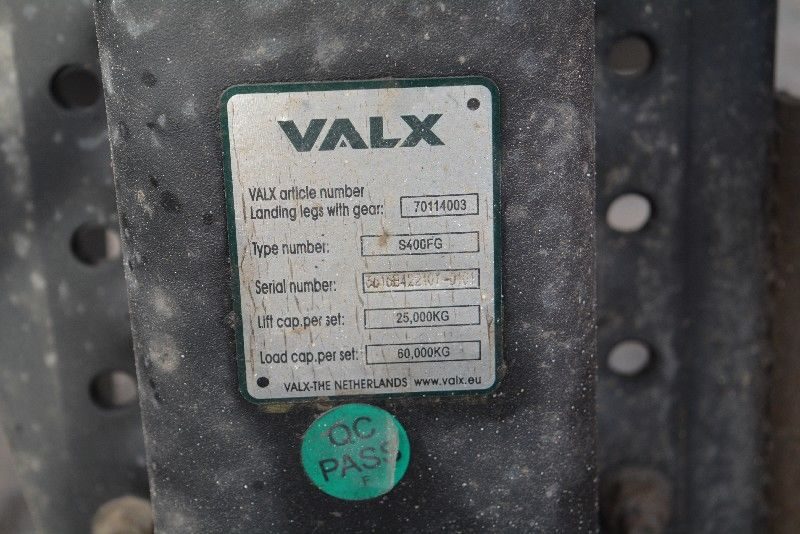 VALX
VALX article number
Landing legs with gear: 70114003
Type number: S400FG
Serial number:
Lift cap.per set: 25,000KG
Load cap.per set: 60,000KG
VALX-THE NETHERLANDS www.valx.eu
QC
PASS
F